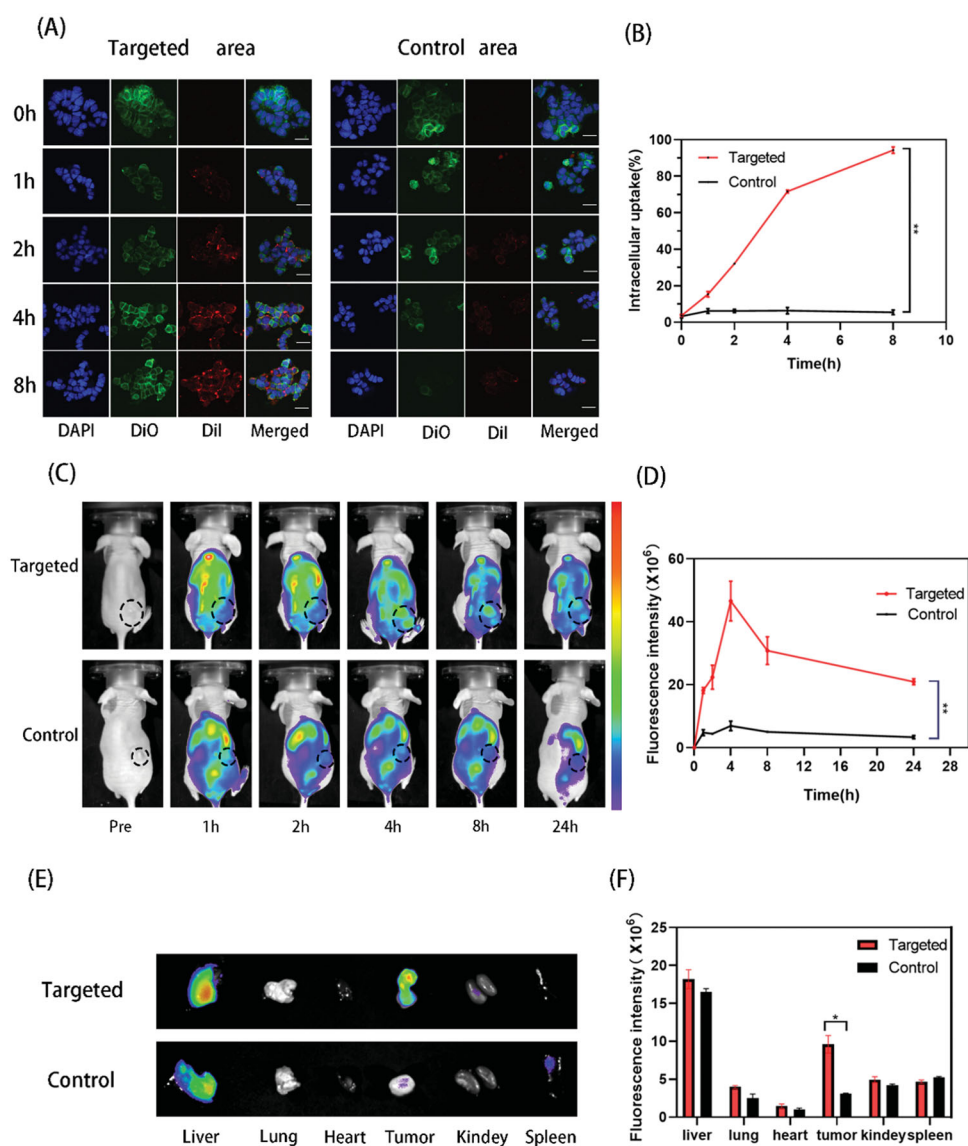 (A)
Targeted area
Control area
0h
1h
2h
4h
8h
DAPI DiO DiI Merged
DAPI DiO DiI Merged
(B)
Intracellular uptake(%)
100
80
60
40
20
0
Targeted
Control
**
0 2 4 6 8 10
Time(h)
(C)
Targeted
Control
Pre 1h 2h 4h 8h 24h
(D)
Fluorescence intensity (X10⁶)
60
40
20
0
Targeted
Control
**
0 4 8 12 16 20 24 28
Time(h)
(E)
Targeted
Control
Liver Lung Heart Tumor Kindey Spleen
(F)
Fluorescence intensity ( X10⁶)
25
20
15
10
5
0
Targeted
Control
*
liver lung heart tumor kindey spleen